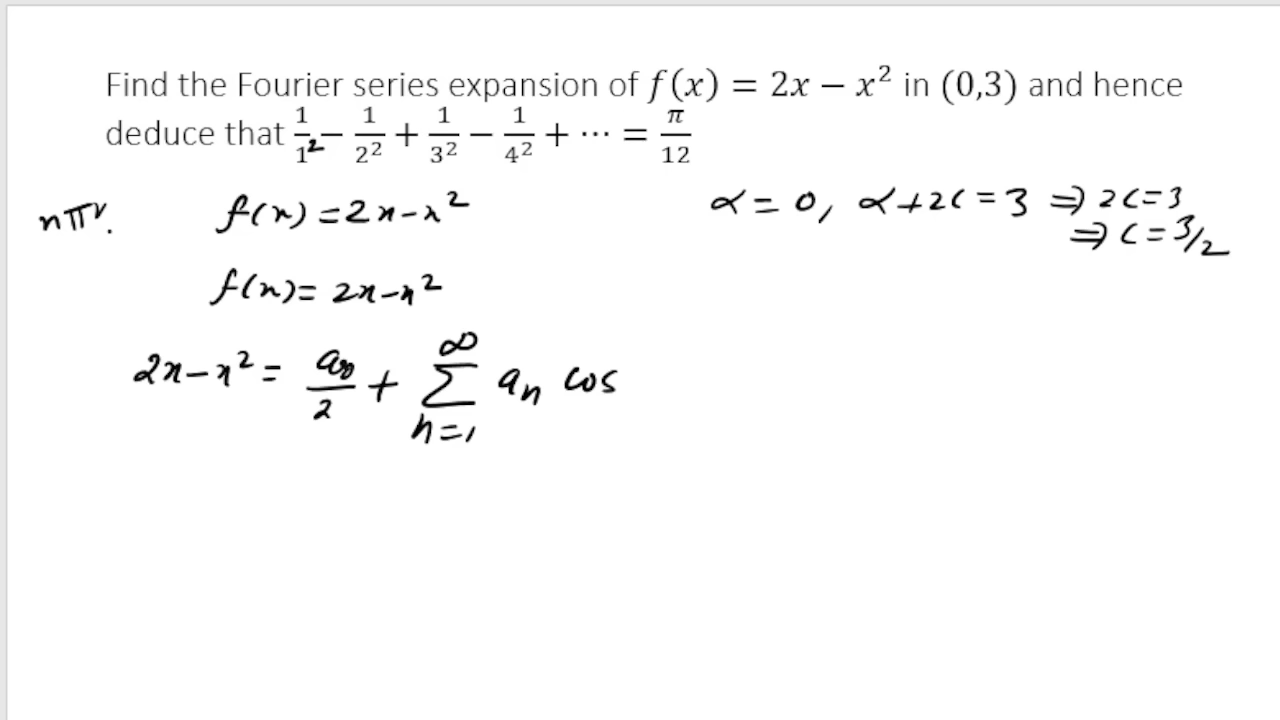 Find the Fourier series expansion of f(x) = 2x − x² in (0,3) and hence
deduce that 1/1² − 1/2² + 1/3² − 1/4² + ⋯ = π/12
f(x) = 2x-x²
α = 0, α+2c = 3 ⇒ 2c=3
⇒ c = 3/2
f(x) = 2x-x²
2x-x² = a₀/2 + ∑_{n=1}^{∞} aₙ cos